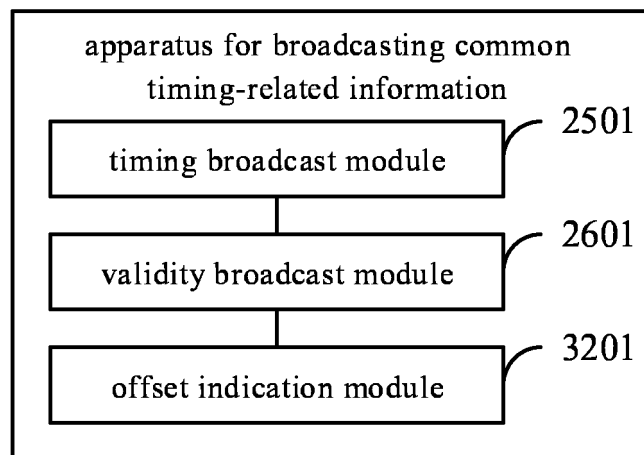 apparatus for broadcasting common
timing-related information
2501
timing broadcast module
2601
validity broadcast module
3201
offset indication module